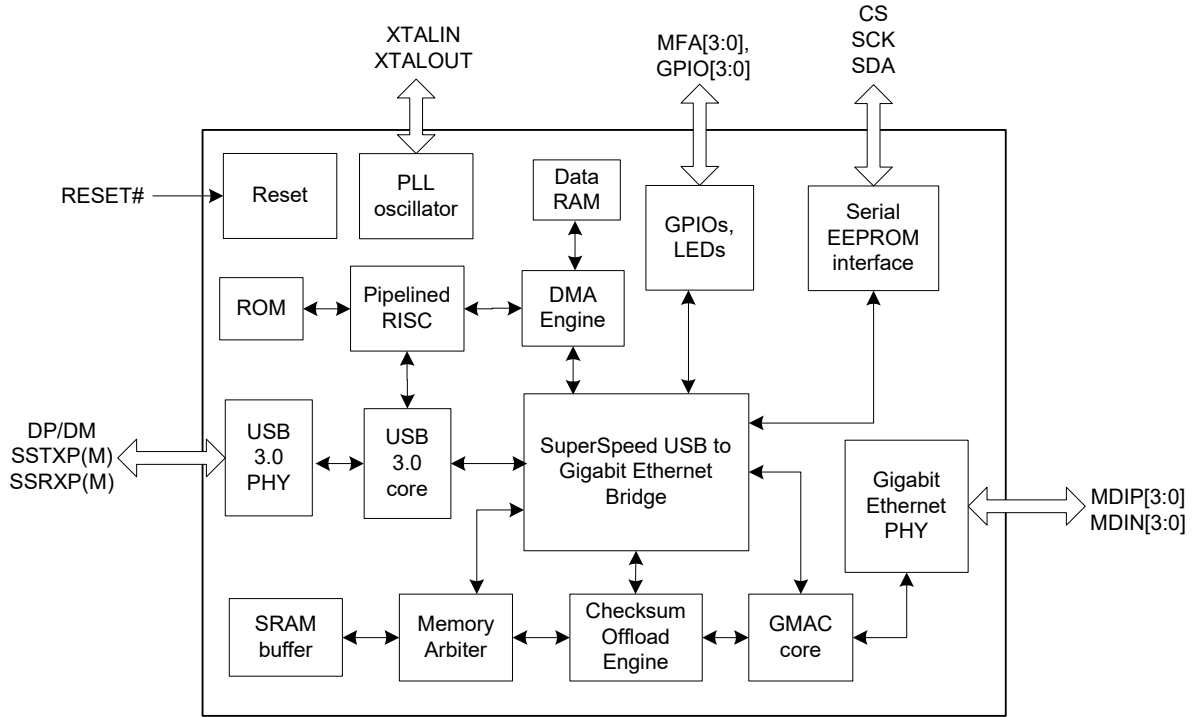 XTALIN
XTALOUT
MFA[3:0],
GPIO[3:0]
CS
SCK
SDA
RESET#
Reset
PLL
oscillator
Data
RAM
GPIOs,
LEDs
Serial
EEPROM
interface
ROM
Pipelined
RISC
DMA
Engine
DP/DM
SSTXP(M)
SSRXP(M)
USB
3.0
PHY
USB
3.0
core
SuperSpeed USB to
Gigabit Ethernet
Bridge
Gigabit
Ethernet
PHY
MDIP[3:0]
MDIN[3:0]
SRAM
buffer
Memory
Arbiter
Checksum
Offload
Engine
GMAC
core